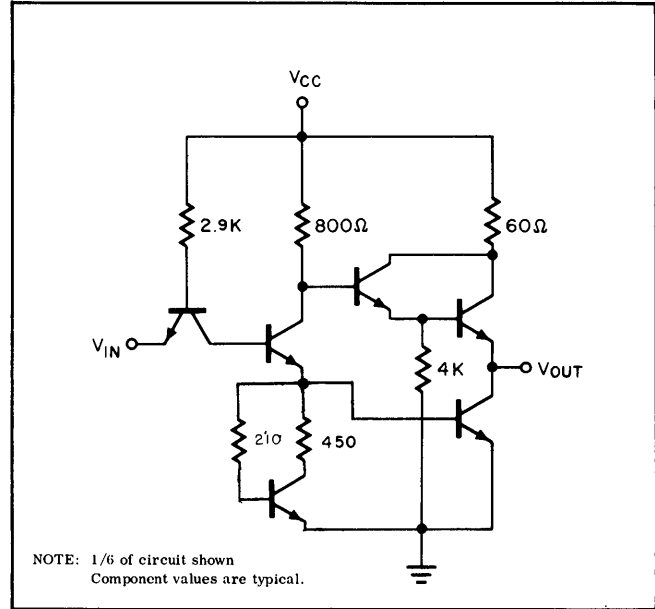 VCC
2.9K
800Ω
60Ω
VIN
4K
VOUT
210
450
NOTE: 1/6 of circuit shown
Component values are typical.